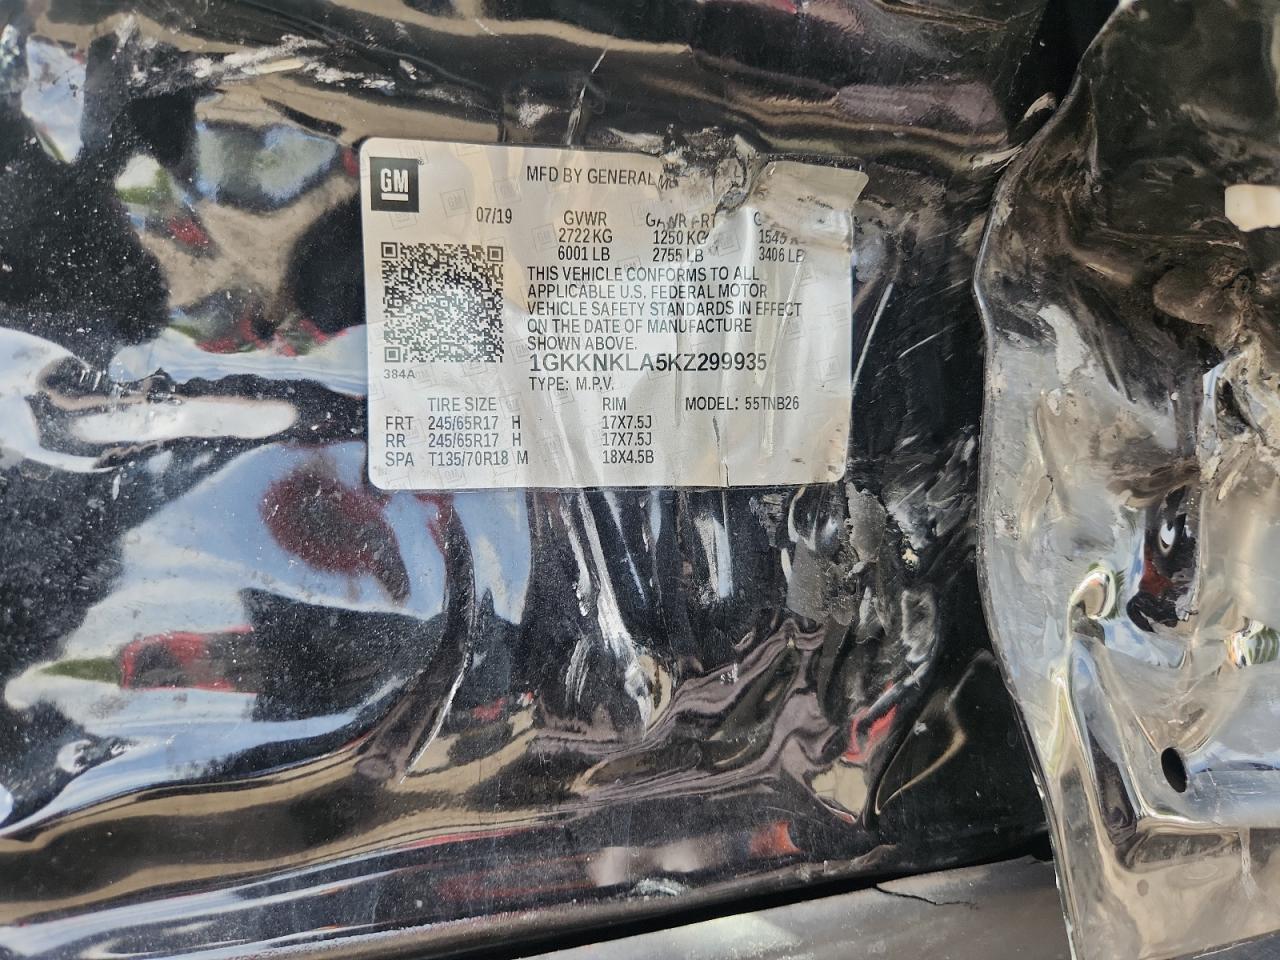 GM
MFD BY GENERAL
07/19 GVWR GAWR FRT
2722 KG 1250 KG 1545
6001 LB 2755 LB 3406 LB
THIS VEHICLE CONFORMS TO ALL
APPLICABLE U.S. FEDERAL MOTOR
VEHICLE SAFETY STANDARDS IN EFFECT
ON THE DATE OF MANUFACTURE
SHOWN ABOVE.
1GKKNKLA5KZ299935
384A
TYPE: M.P.V.
TIRE SIZE RIM MODEL: 55TNB26
FRT 245/65R17 H 17X7.5J
RR 245/65R17 H 17X7.5J
SPA T135/70R18 M 18X4.5B